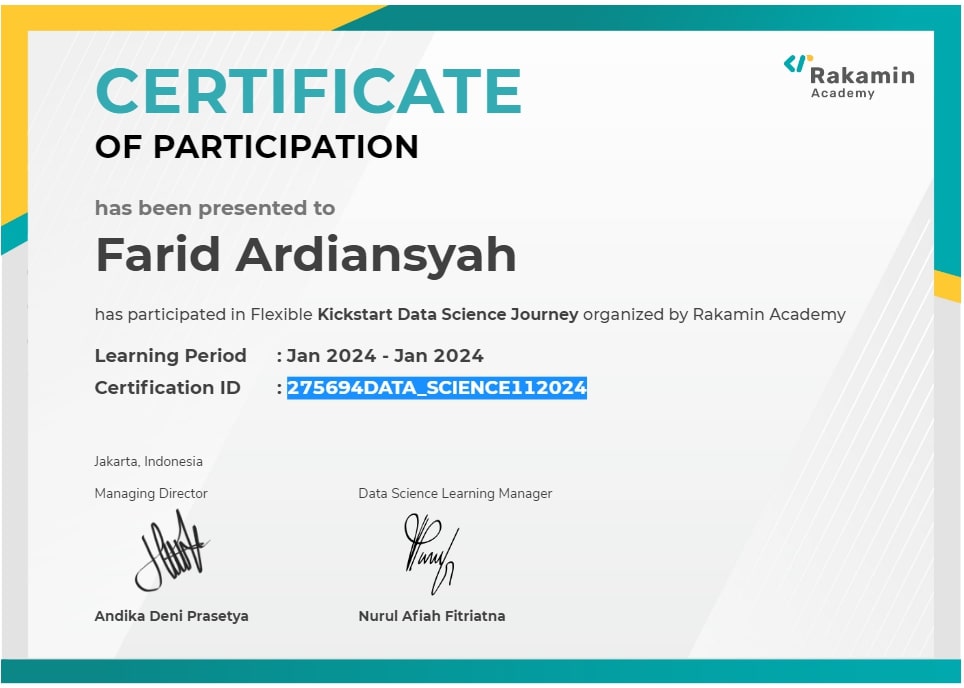 CERTIFICATE
OF PARTICIPATION
Rakamin
Academy
has been presented to
Farid Ardiansyah
has participated in Flexible Kickstart Data Science Journey organized by Rakamin Academy
Learning Period : Jan 2024 - Jan 2024
Certification ID : 275694DATA_SCIENCE112024
Jakarta, Indonesia
Managing Director
Data Science Learning Manager
Andika Deni Prasetya
Nurul Afiah Fitriatna